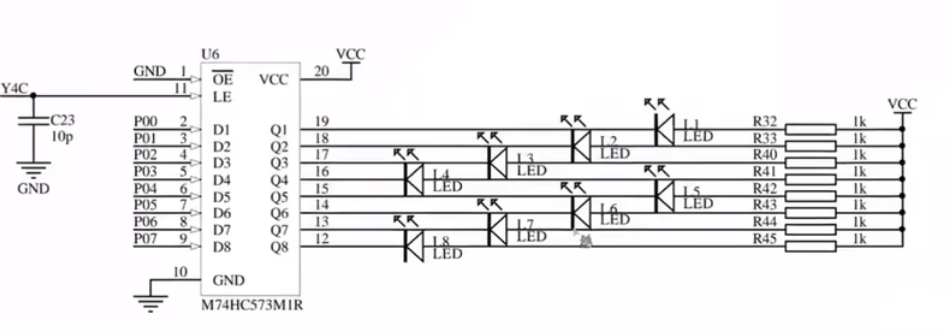 U6
VCC
GND 1 OE VCC 20
Y4C 11 LE
C23
10p
GND
P00 2 D1 Q1 19 L1 LED R32 1k VCC
P01 3 D2 Q2 18 L2 LED R33 1k
P02 4 D3 Q3 17 L3 LED R40 1k
P03 5 D4 Q4 16 L4 LED R41 1k
P04 6 D5 Q5 15 L5 LED R42 1k
P05 7 D6 Q6 14 L6 LED R43 1k
P06 8 D7 Q7 13 L7 LED R44 1k
P07 9 D8 Q8 12 L8 LED R45 1k
10 GND
M74HC573M1R